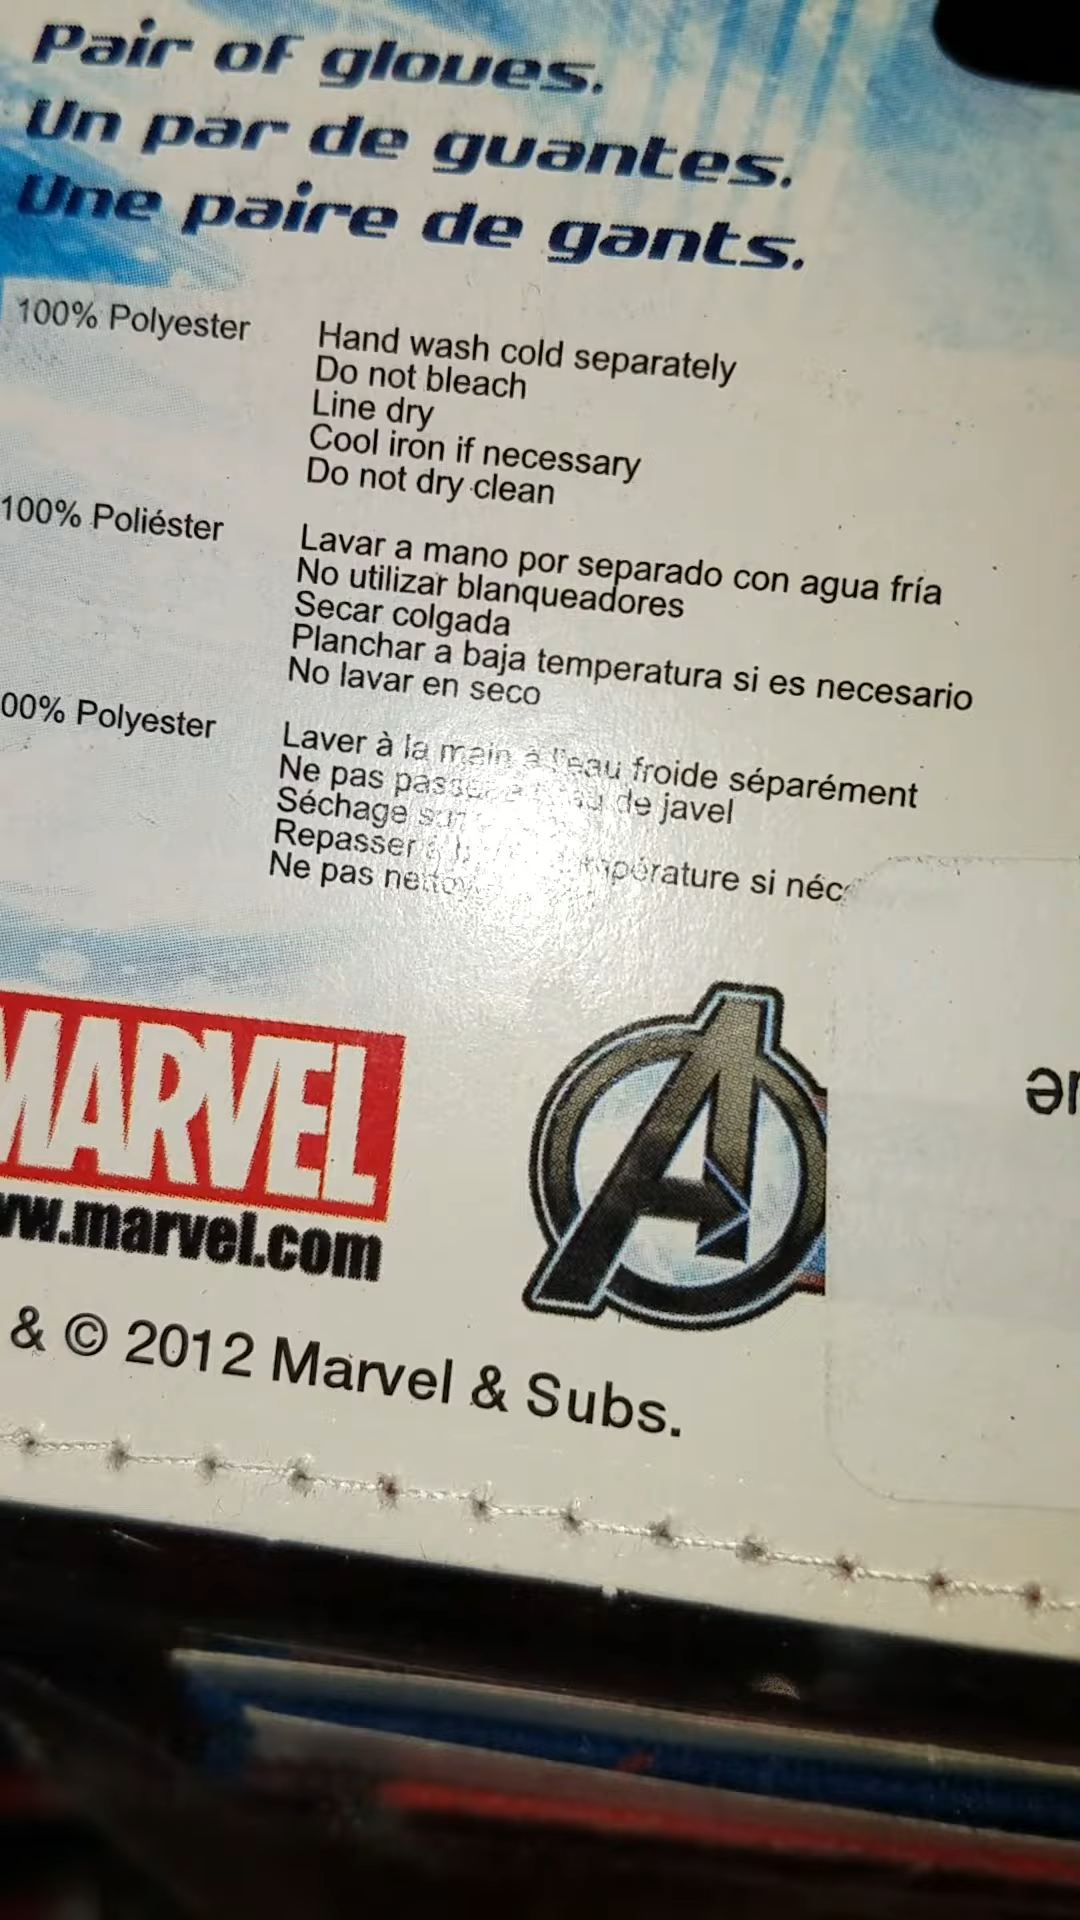 Pair of gloves.
Un par de guantes.
Une paire de gants.
100% Polyester
Hand wash cold separately
Do not bleach
Line dry
Cool iron if necessary
Do not dry clean
100% Poliéster
Lavar a mano por separado con agua fría
No utilizar blanqueadores
Secar colgada
Planchar a baja temperatura si es necesario
No lavar en seco
00% Polyester
Laver à la main à l'eau froide séparément
Ne pas de javel
Séchage
Repasser température si
Ne pas
MARVEL
www.marvel.com
& © 2012 Marvel & Subs.